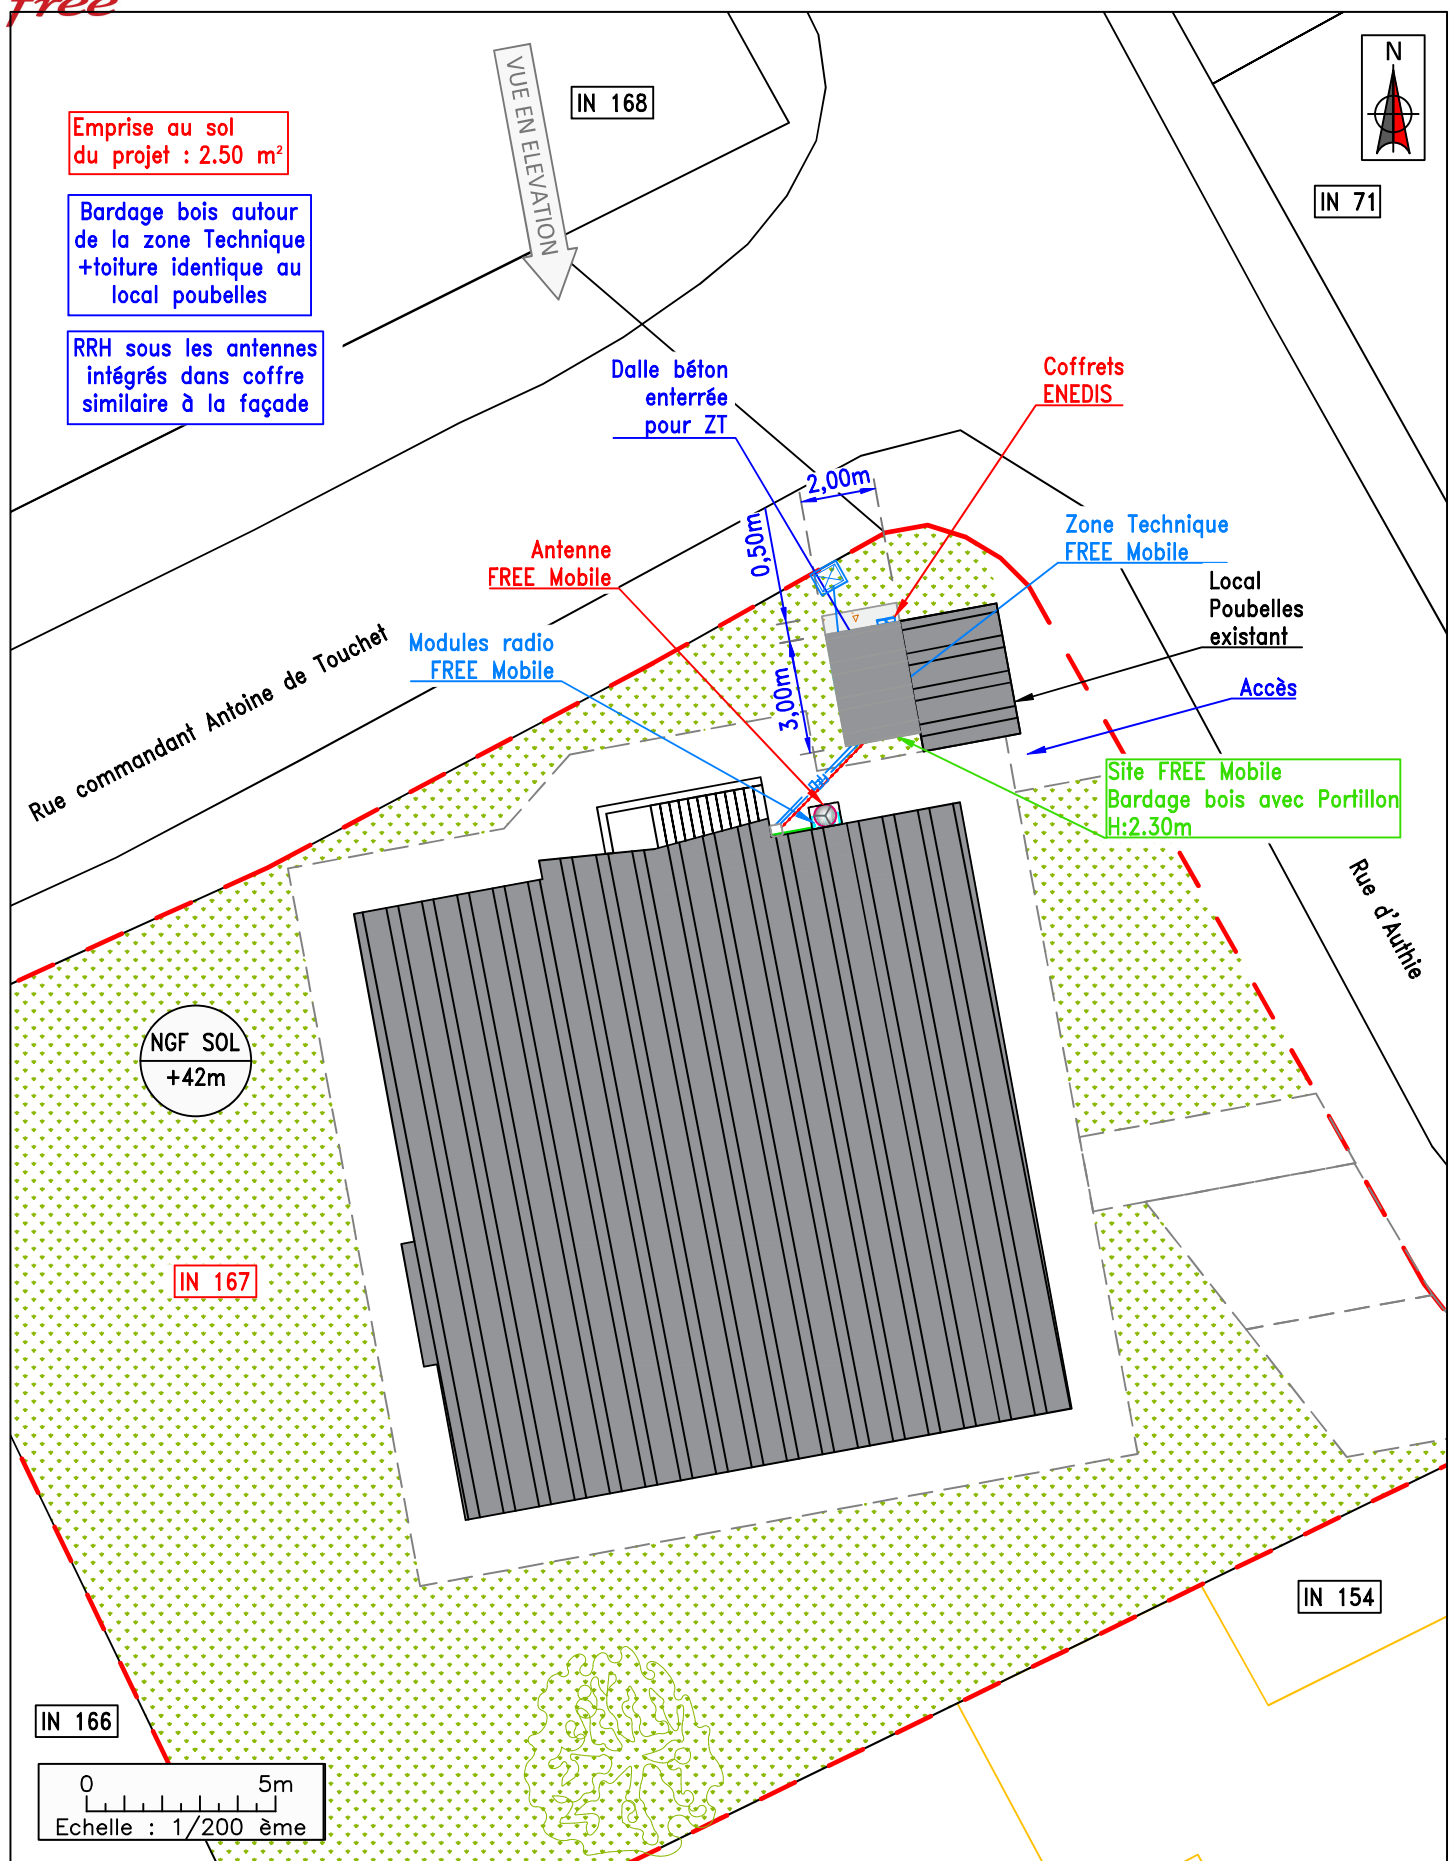 free
VUE EN ELEVATION
IN 168
N
IN 71
Emprise au sol
du projet : 2.50 m²
Bardage bois autour
de la zone Technique
+toiture identique au
local poubelles
RRH sous les antennes
intégrés dans coffre
similaire à la façade
Dalle béton
enterrée
pour ZT
Coffrets
ENEDIS
2,00m
0,50m
3,00m
Antenne
FREE Mobile
Zone Technique
FREE Mobile
Local
Poubelles
existant
Modules radio
FREE Mobile
Accès
Rue commandant Antoine de Touchet
Site FREE Mobile
Bardage bois avec Portillon
H:2.30m
Rue d'Authie
NGF SOL
+42m
IN 167
IN 154
IN 166
0 5m
Echelle : 1/200 ème